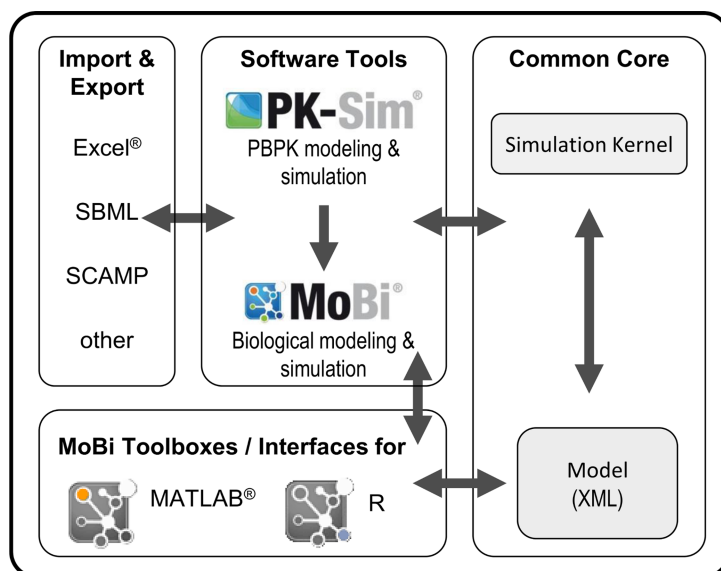 Import &
Export
Excel®
SBML
SCAMP
other
Software Tools
PK-Sim®
PBPK modeling &
simulation
MoBi®
Biological modeling &
simulation
Common Core
Simulation Kernel
Model
(XML)
MoBi Toolboxes / Interfaces for
MATLAB®
R